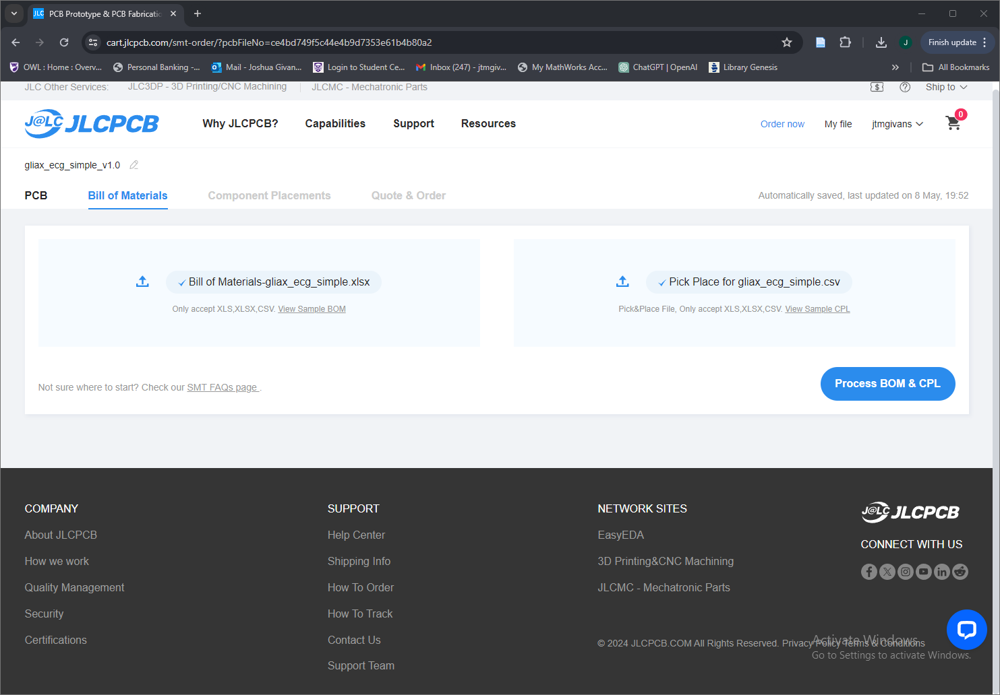 JLC PCB Prototype & PCB Fabricatio
cart.jlcpcb.com/smt-order/?pcbFileNo=ce4bd749f5c44e4b9d7353e61b4b80a2
J
Finish update
OWL : Home : Overv...
Personal Banking -...
Mail - Joshua Givan...
Login to Student Ce...
Inbox (247) - jtmgiv...
My MathWorks Acc...
ChatGPT | OpenAI
Library Genesis
All Bookmarks
JLC Other Services:
JLC3DP - 3D Printing/CNC Machining
JLCMC - Mechatronic Parts
Ship to
J@LC JLCPCB
Why JLCPCB?
Capabilities
Support
Resources
Order now
My file
jtmgivans
0
gliax_ecg_simple_v1.0
PCB
Bill of Materials
Component Placements
Quote & Order
Automatically saved, last updated on 8 May, 19:52
Bill of Materials-gliax_ecg_simple.xlsx
Only accept XLS,XLSX,CSV. View Sample BOM
Pick Place for gliax_ecg_simple.csv
Pick&Place File, Only accept XLS,XLSX,CSV. View Sample CPL
Not sure where to start? Check our SMT FAQs page .
Process BOM & CPL
COMPANY
About JLCPCB
How we work
Quality Management
Security
Certifications
SUPPORT
Help Center
Shipping Info
How To Order
How To Track
Contact Us
Support Team
NETWORK SITES
EasyEDA
3D Printing&CNC Machining
JLCMC - Mechatronic Parts
J@LC JLCPCB
CONNECT WITH US
© 2024 JLCPCB.COM All Rights Reserved. Privacy Policy Terms & Conditions
Activate Windows
Go to Settings to activate Windows.